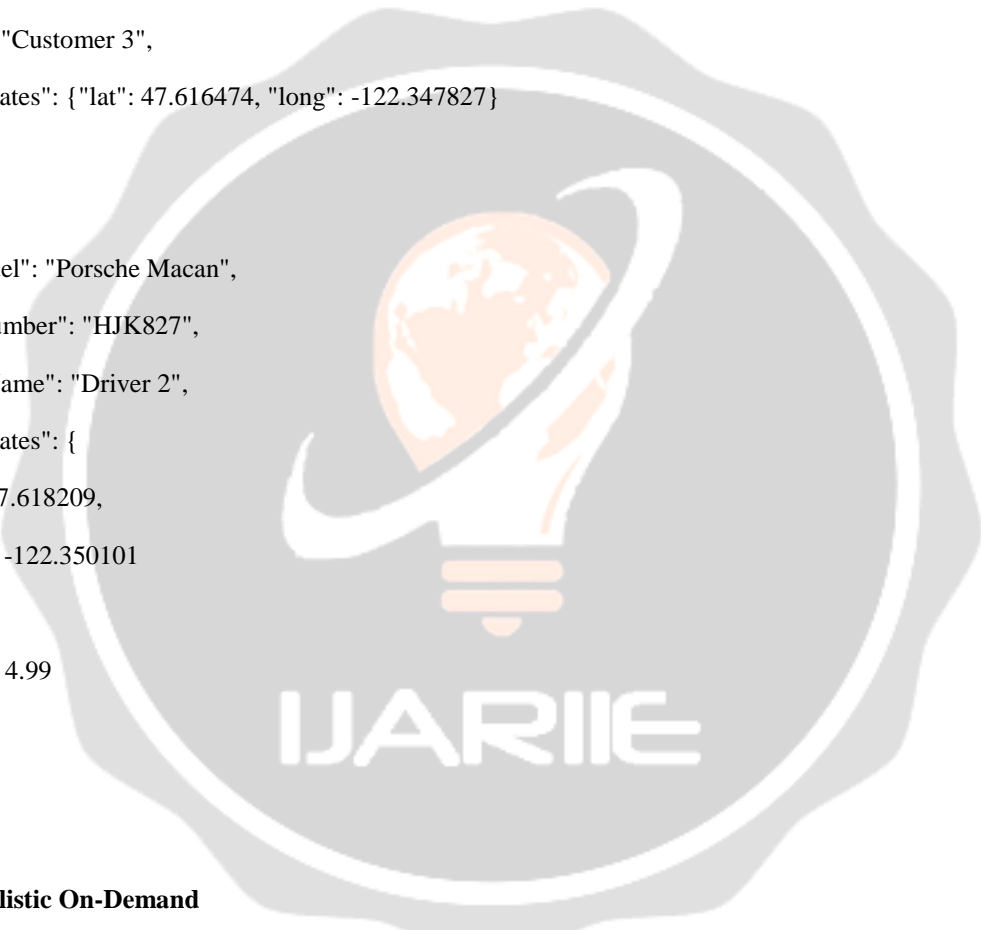 "Customer 3",
ates": {"lat": 47.616474, "long": -122.347827}
el": "Porsche Macan",
umber": "HJK827",
ame": "Driver 2",
ates": {
7.618209,
-122.350101
4.99
IJARIIE
listic On-Demand